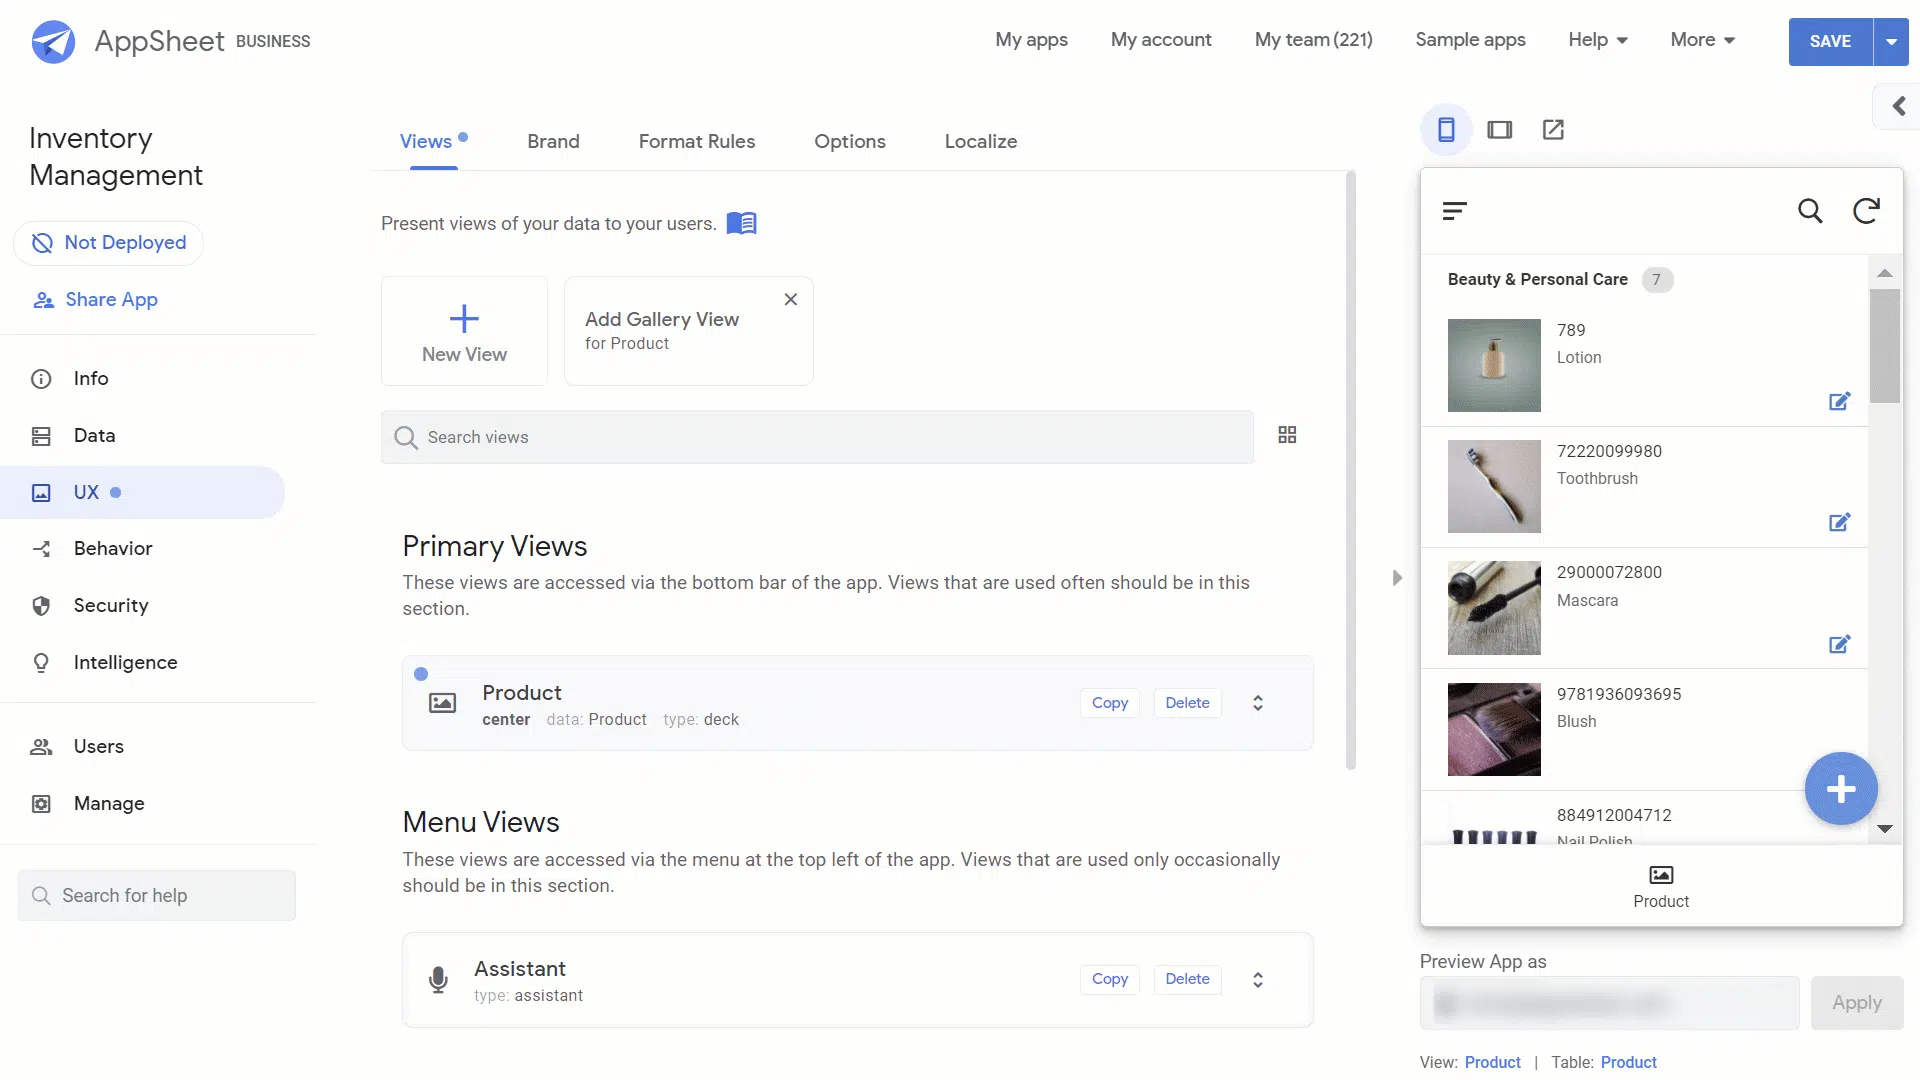 AppSheet BUSINESS
My apps
My account
My team (221)
Sample apps
Help
More
SAVE
Inventory
Management
Not Deployed
Share App
Info
Data
UX
Behavior
Security
Intelligence
Users
Manage
Search for help
Views
Brand
Format Rules
Options
Localize
Present views of your data to your users.
New View
Add Gallery View
for Product
Search views
Primary Views
These views are accessed via the bottom bar of the app. Views that are used often should be in this
section.
Product
center data: Product type: deck
Copy
Delete
Menu Views
These views are accessed via the menu at the top left of the app. Views that are used only occasionally
should be in this section.
Assistant
type: assistant
Copy
Delete
Beauty & Personal Care 7
789
Lotion
72220099980
Toothbrush
29000072800
Mascara
9781936093695
Blush
884912004712
Nail Polish
Product
Preview App as
Apply
View: Product | Table: Product